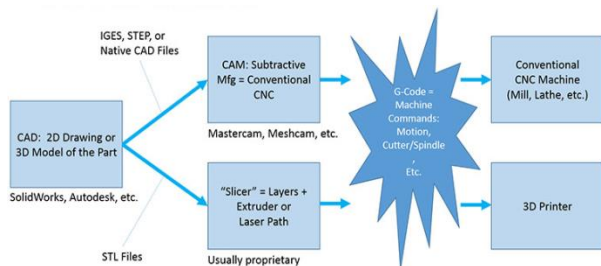 IGES, STEP, or
Native CAD Files
CAD: 2D Drawing or
3D Model of the Part
SolidWorks, Autodesk, etc.
STL Files
CAM: Subtractive
Mfg = Conventional
CNC
Mastercam, Meshcam, etc.
"Slicer" = Layers +
Extruder or
Laser Path
Usually proprietary
G-Code =
Machine
Commands:
Motion,
Cutter/Spindle
,
Etc.
Conventional
CNC Machine
(Mill, Lathe, etc.)
3D Printer